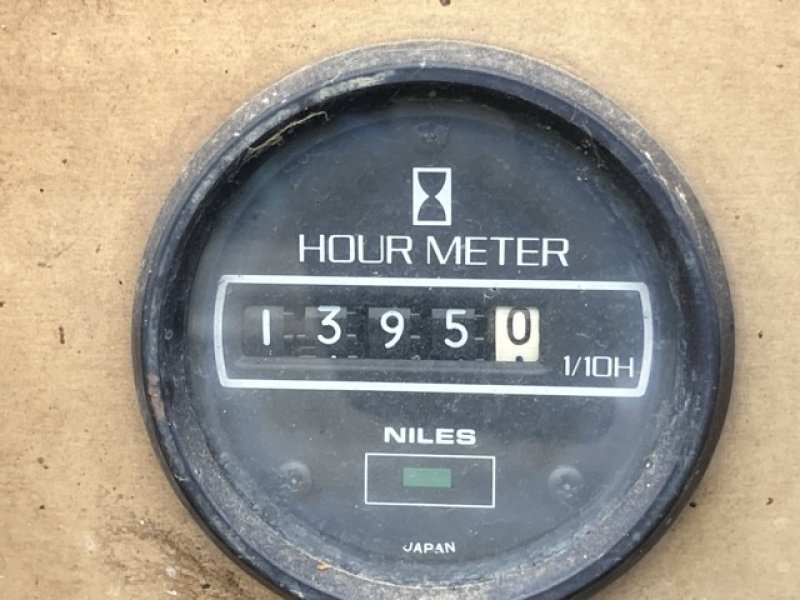 HOUR METER
13950
1/10H
NILES
JAPAN